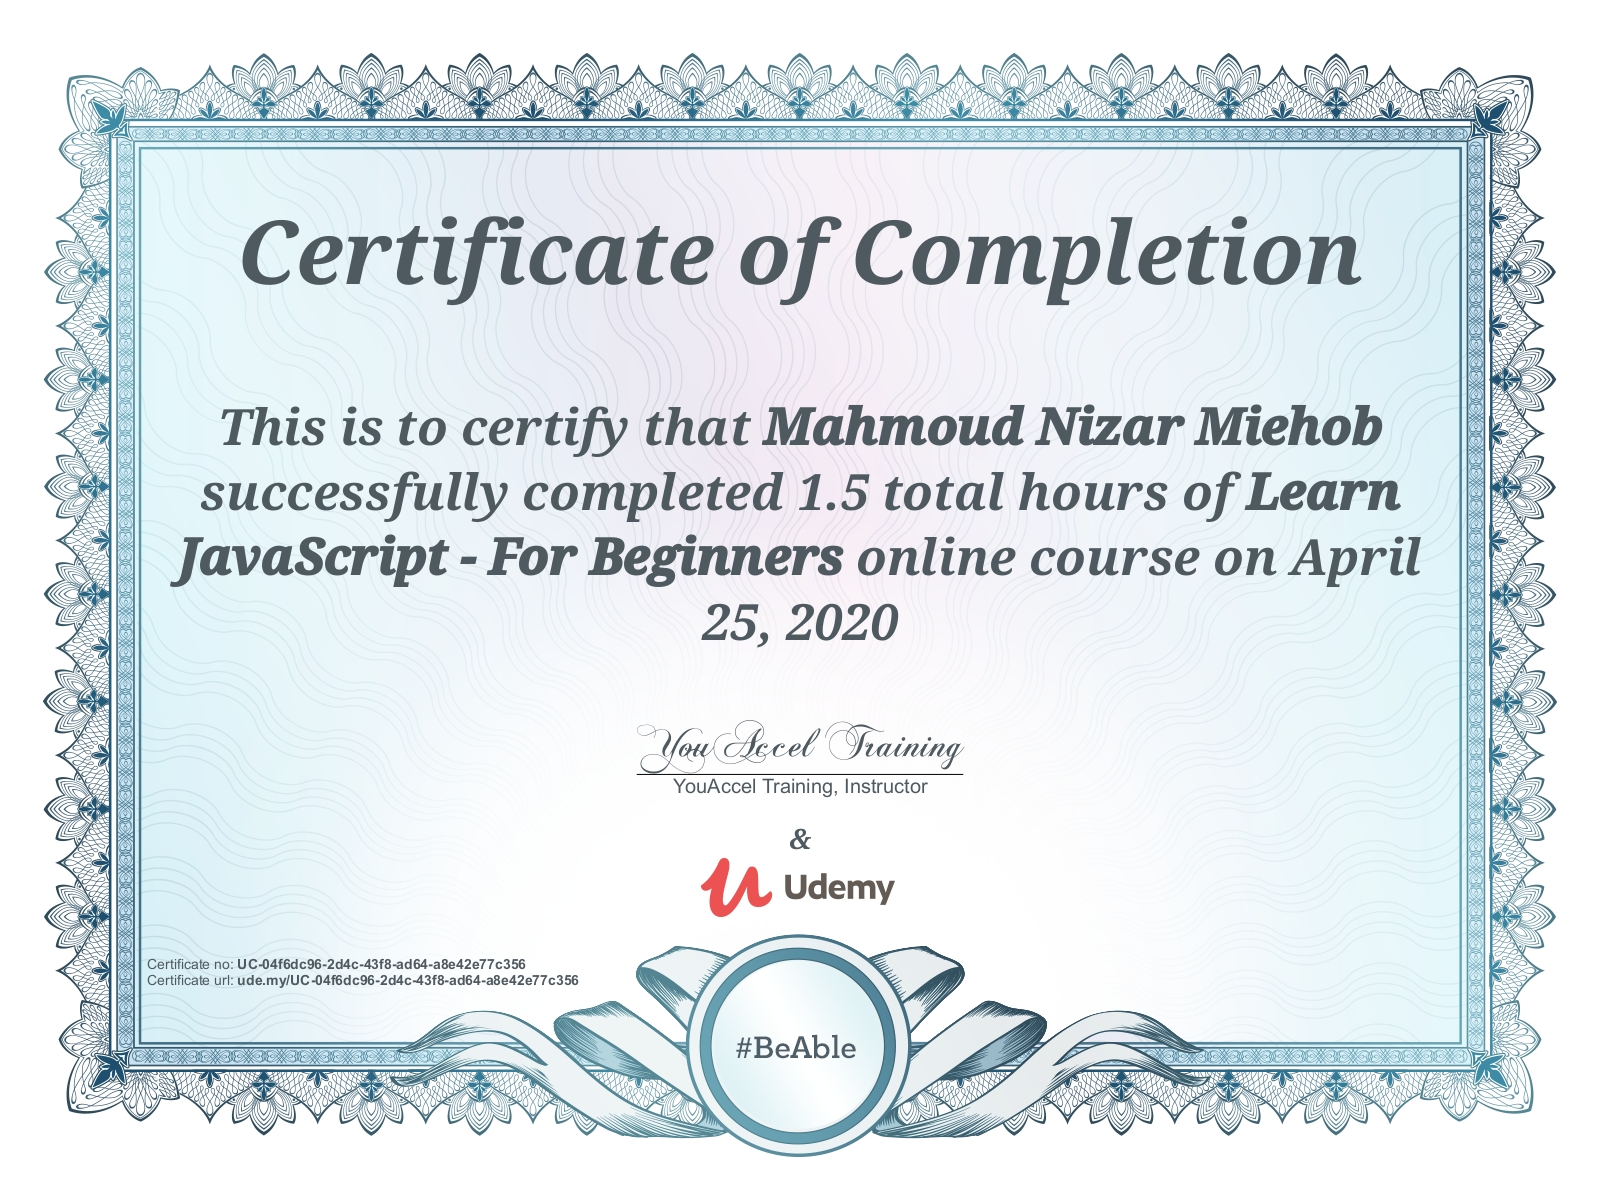 Certificate of Completion
This is to certify that Mahmoud Nizar Miehob
successfully completed 1.5 total hours of Learn
JavaScript - For Beginners online course on April
25, 2020
YouAccel Training
YouAccel Training, Instructor
&
Udemy
Certificate no: UC-04f6dc96-2d4c-43f8-ad64-a8e42e77c356
Certificate url: ude.my/UC-04f6dc96-2d4c-43f8-ad64-a8e42e77c356
#BeAble